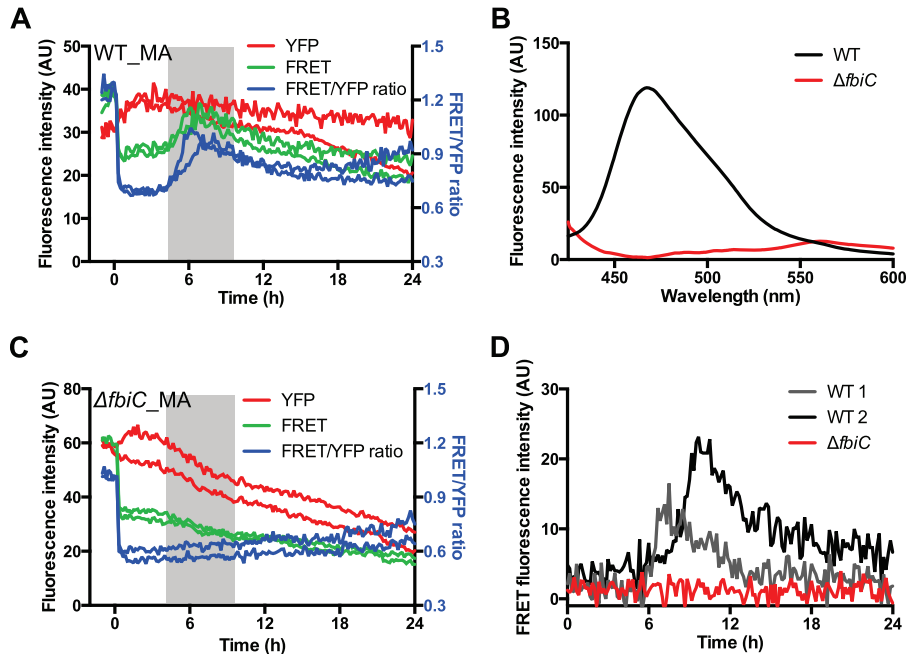 A
WT_MA
YFP
FRET
FRET/YFP ratio
Fluorescence intensity (AU)
50
40
30
20
10
0
1.5
1.2
0.9
0.6
0.3
FRET/YFP ratio
0
6
12
18
24
Time (h)
B
WT
ΔfbiC
Fluorescence intensity (AU)
150
100
50
0
450
500
550
600
Wavelength (nm)
C
ΔfbiC_MA
YFP
FRET
FRET/YFP ratio
Fluorescence intensity (AU)
80
60
40
20
0
1.5
1.2
0.9
0.6
0.3
FRET/YFP ratio
0
6
12
18
24
Time (h)
D
WT 1
WT 2
ΔfbiC
FRET fluorescence intensity (AU)
30
20
10
0
0
6
12
18
24
Time (h)